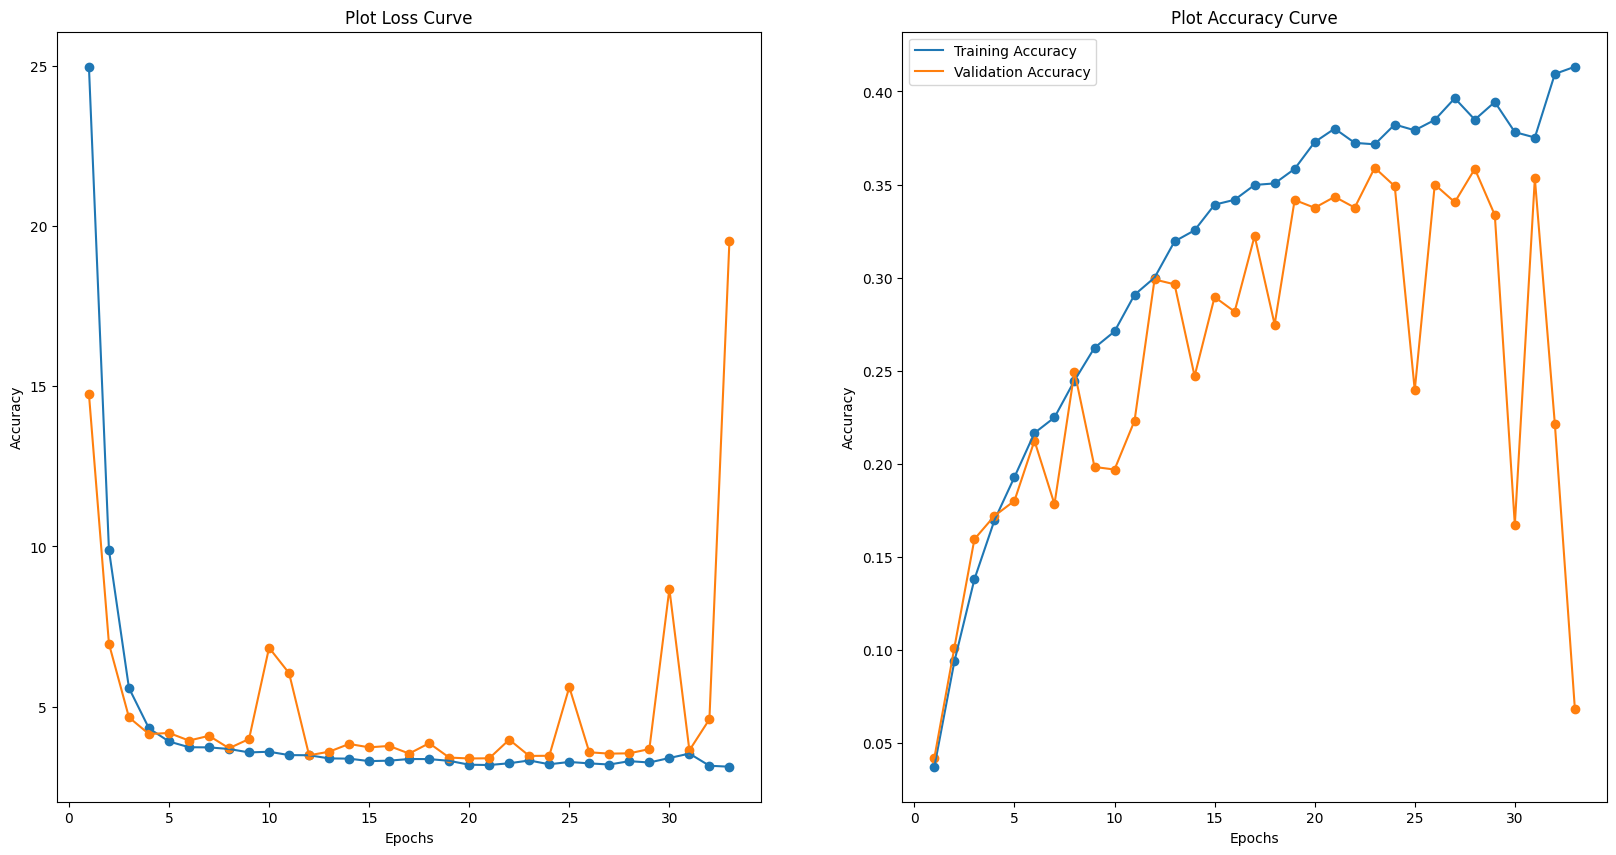 Plot Loss Curve
25
20
15
10
5
Accuracy
0 5 10 15 20 25 30
Epochs
Plot Accuracy Curve
Training Accuracy
Validation Accuracy
0.40
0.35
0.30
0.25
0.20
0.15
0.10
0.05
Accuracy
0 5 10 15 20 25 30
Epochs